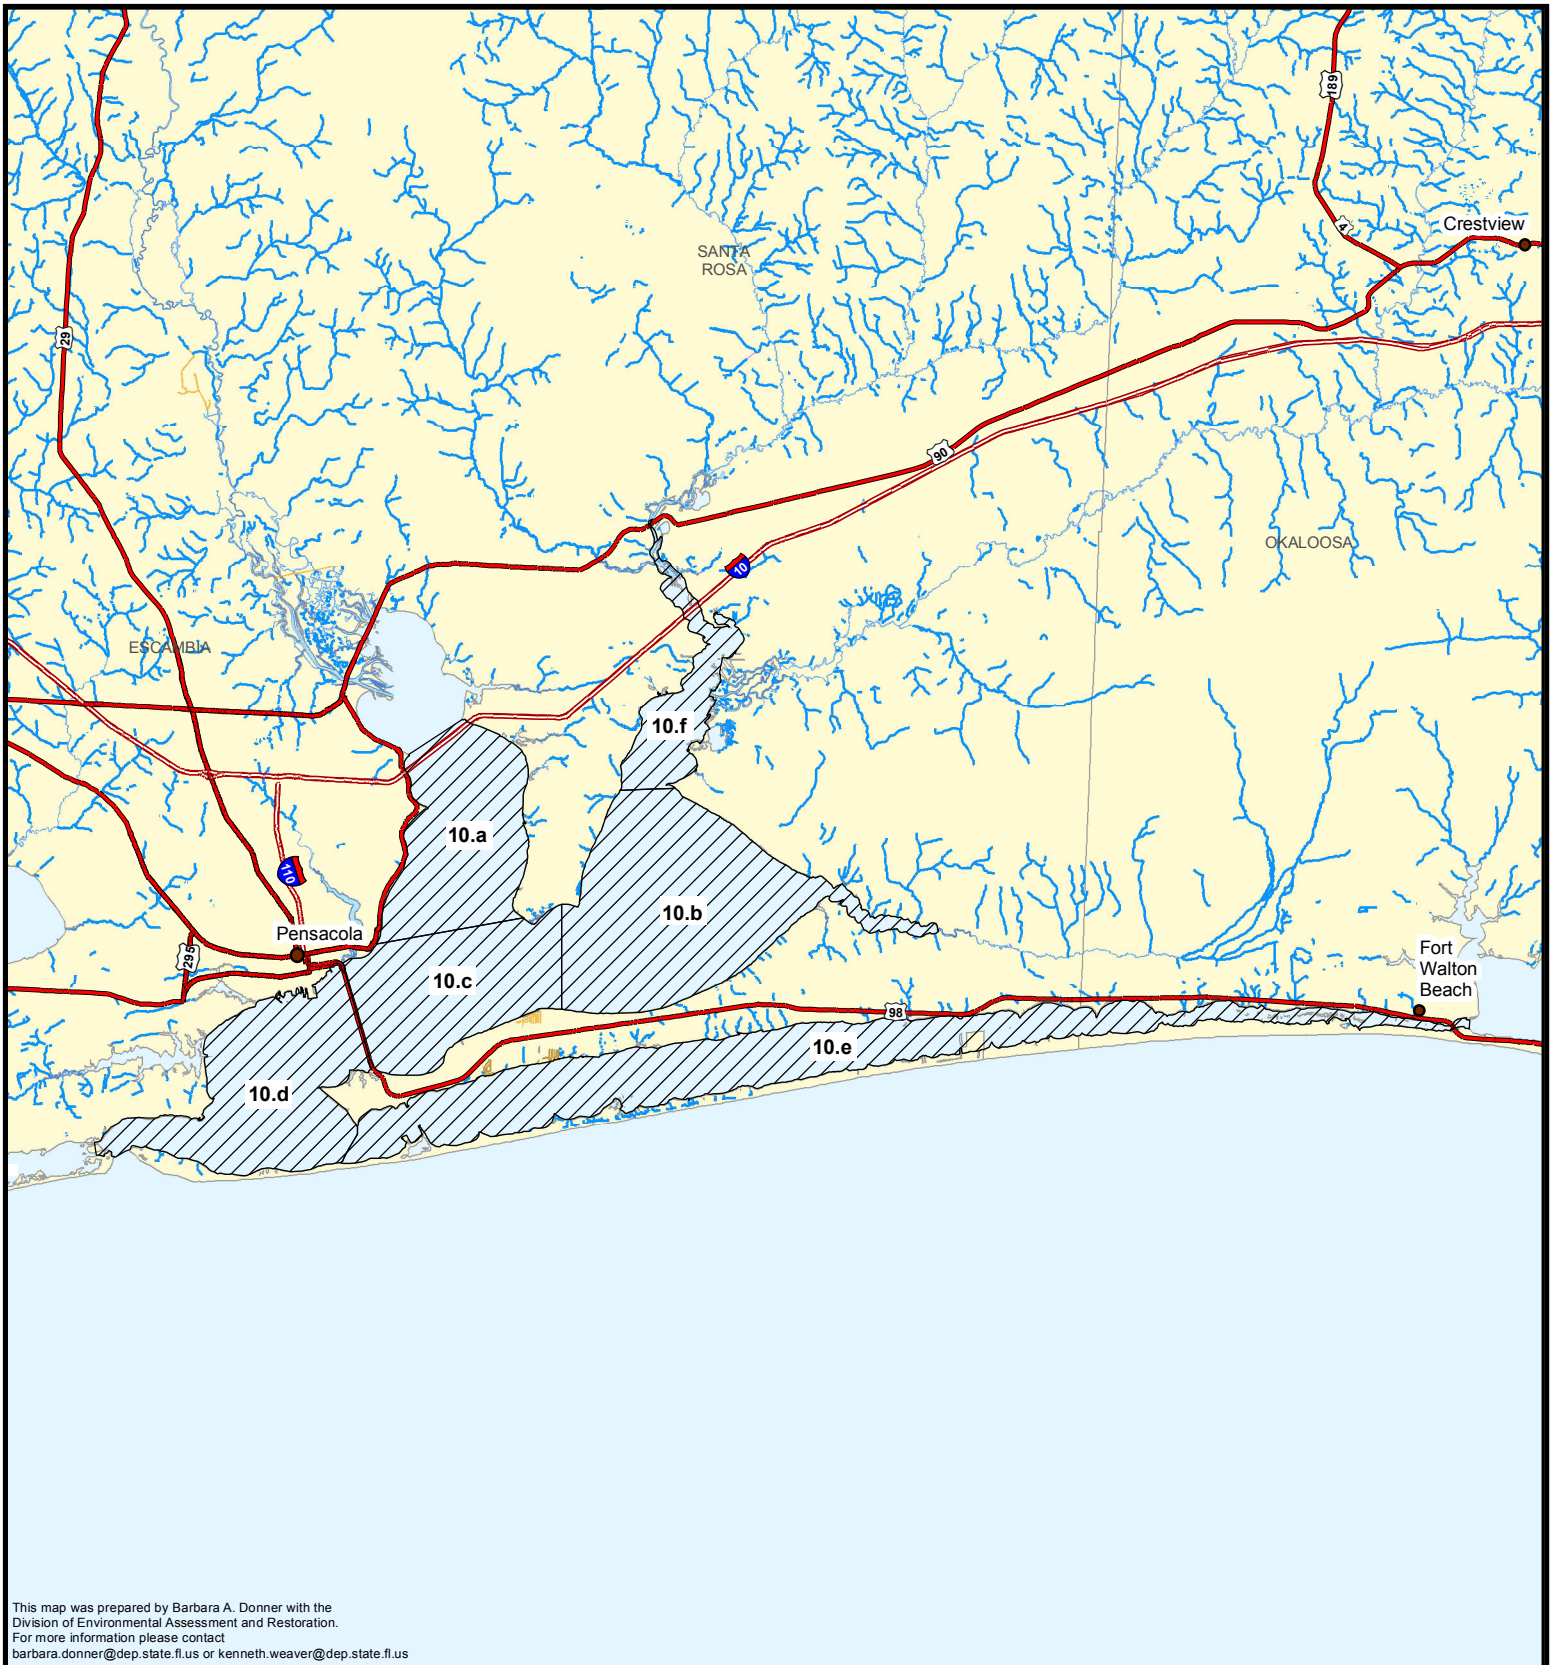 189
4
Crestview
SANTA
ROSA
29
90
OKALOOSA
10
ESCAMBIA
10.f
10.a
110
10.b
Pensacola
295
Fort
Walton
Beach
10.c
98
10.e
10.d
This map was prepared by Barbara A. Donner with the
Division of Environmental Assessment and Restoration.
For more information please contact
barbara.donner@dep.state.fl.us or kenneth.weaver@dep.state.fl.us